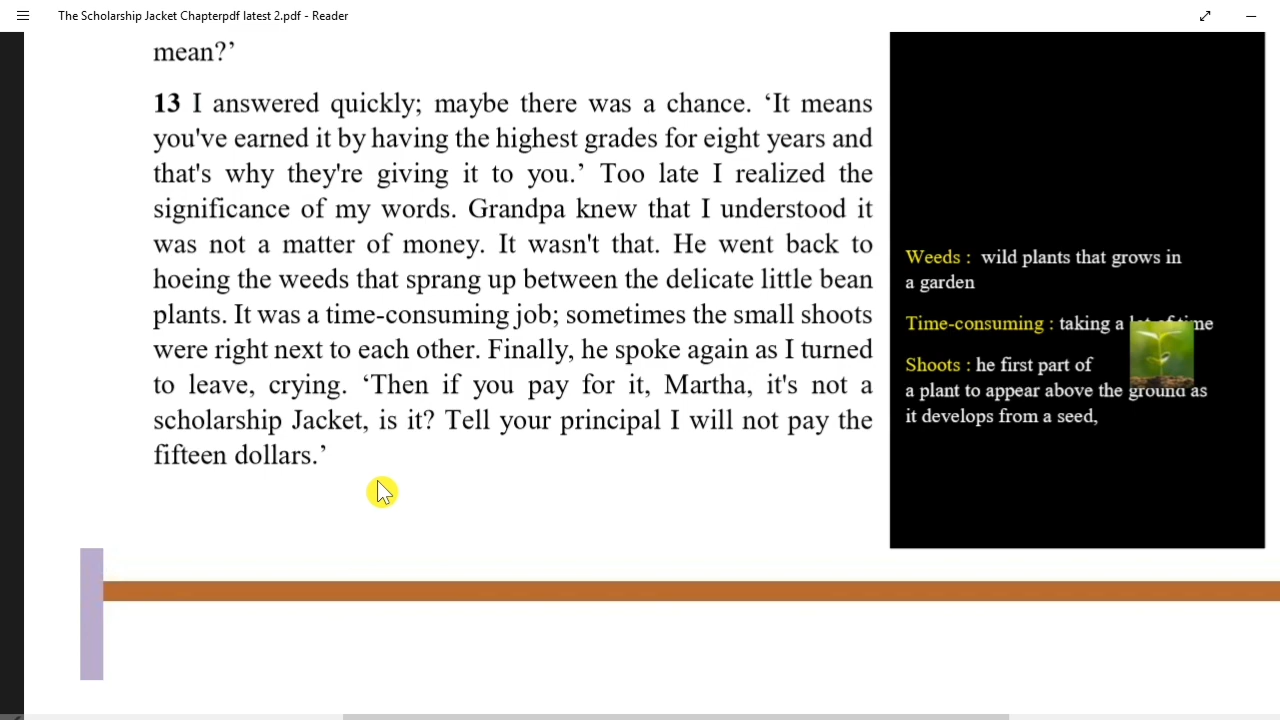 The Scholarship Jacket Chapterpdf latest 2.pdf - Reader
mean?’
13 I answered quickly; maybe there was a chance. ‘It means
you've earned it by having the highest grades for eight years and
that's why they're giving it to you.’ Too late I realized the
significance of my words. Grandpa knew that I understood it
was not a matter of money. It wasn't that. He went back to
hoeing the weeds that sprang up between the delicate little bean
plants. It was a time-consuming job; sometimes the small shoots
were right next to each other. Finally, he spoke again as I turned
to leave, crying. ‘Then if you pay for it, Martha, it's not a
scholarship Jacket, is it? Tell your principal I will not pay the
fifteen dollars.’
Weeds : wild plants that grows in
a garden
Time-consuming : taking a lot of time
Shoots : he first part of
a plant to appear above the ground as
it develops from a seed,